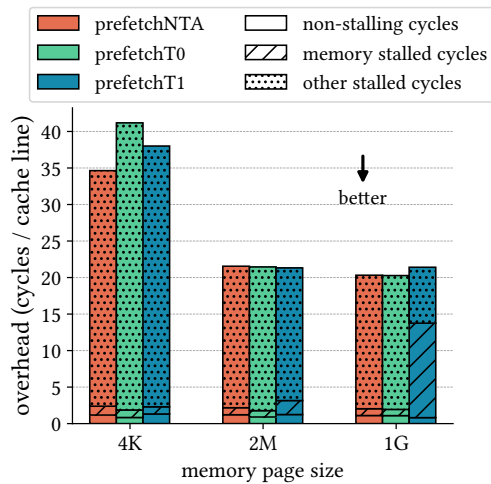 prefetchNTA non-stalling cycles
prefetchT0 memory stalled cycles
prefetchT1 other stalled cycles
overhead (cycles / cache line)
40
35
30
25
20
15
10
5
0
better
4K 2M 1G
memory page size